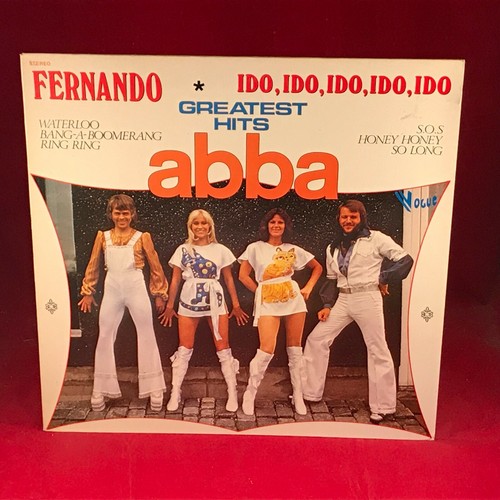 STEREO
FERNANDO * IDO, IDO, IDO, IDO, IDO
GREATEST
HITS
WATERLOO
BANG-A-BOOMERANG
RING RING
S.O.S
HONEY HONEY
SO LONG
abba
VOGUE